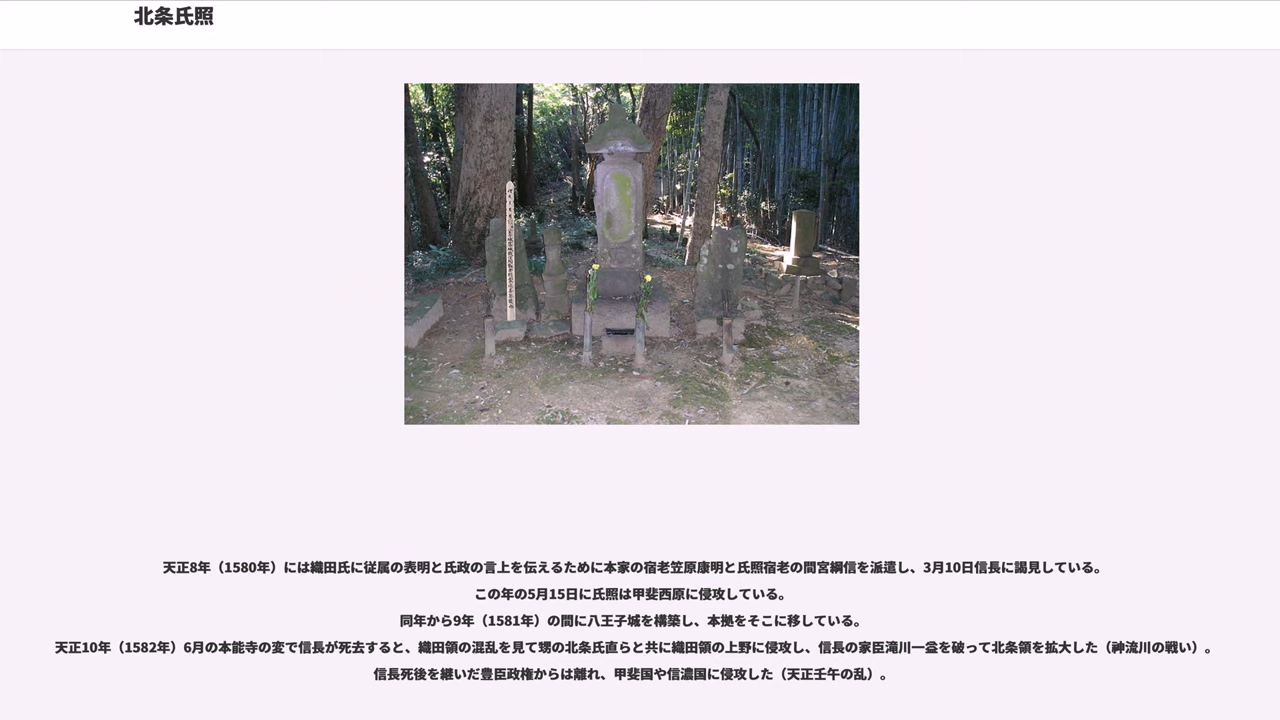 北条氏照
天正8年（1580年）には織田氏に従属の表明と氏政の言上を伝えるために本家の宿老笠原康明と氏照宿老の間宮綱信を派遣し、3月10日信長に謁見している。
この年の5月15日に氏照は甲斐西原に侵攻している。
同年から9年（1581年）の間に八王子城を構築し、本拠をそこに移している。
天正10年（1582年）6月の本能寺の変で信長が死去すると、織田領の混乱を見て甥の北条氏直らと共に織田領の上野に侵攻し、信長の家臣滝川一益を破って北条領を拡大した（神流川の戦い）。
信長死後を継いだ豊臣政権からは離れ、甲斐国や信濃国に侵攻した（天正壬午の乱）。